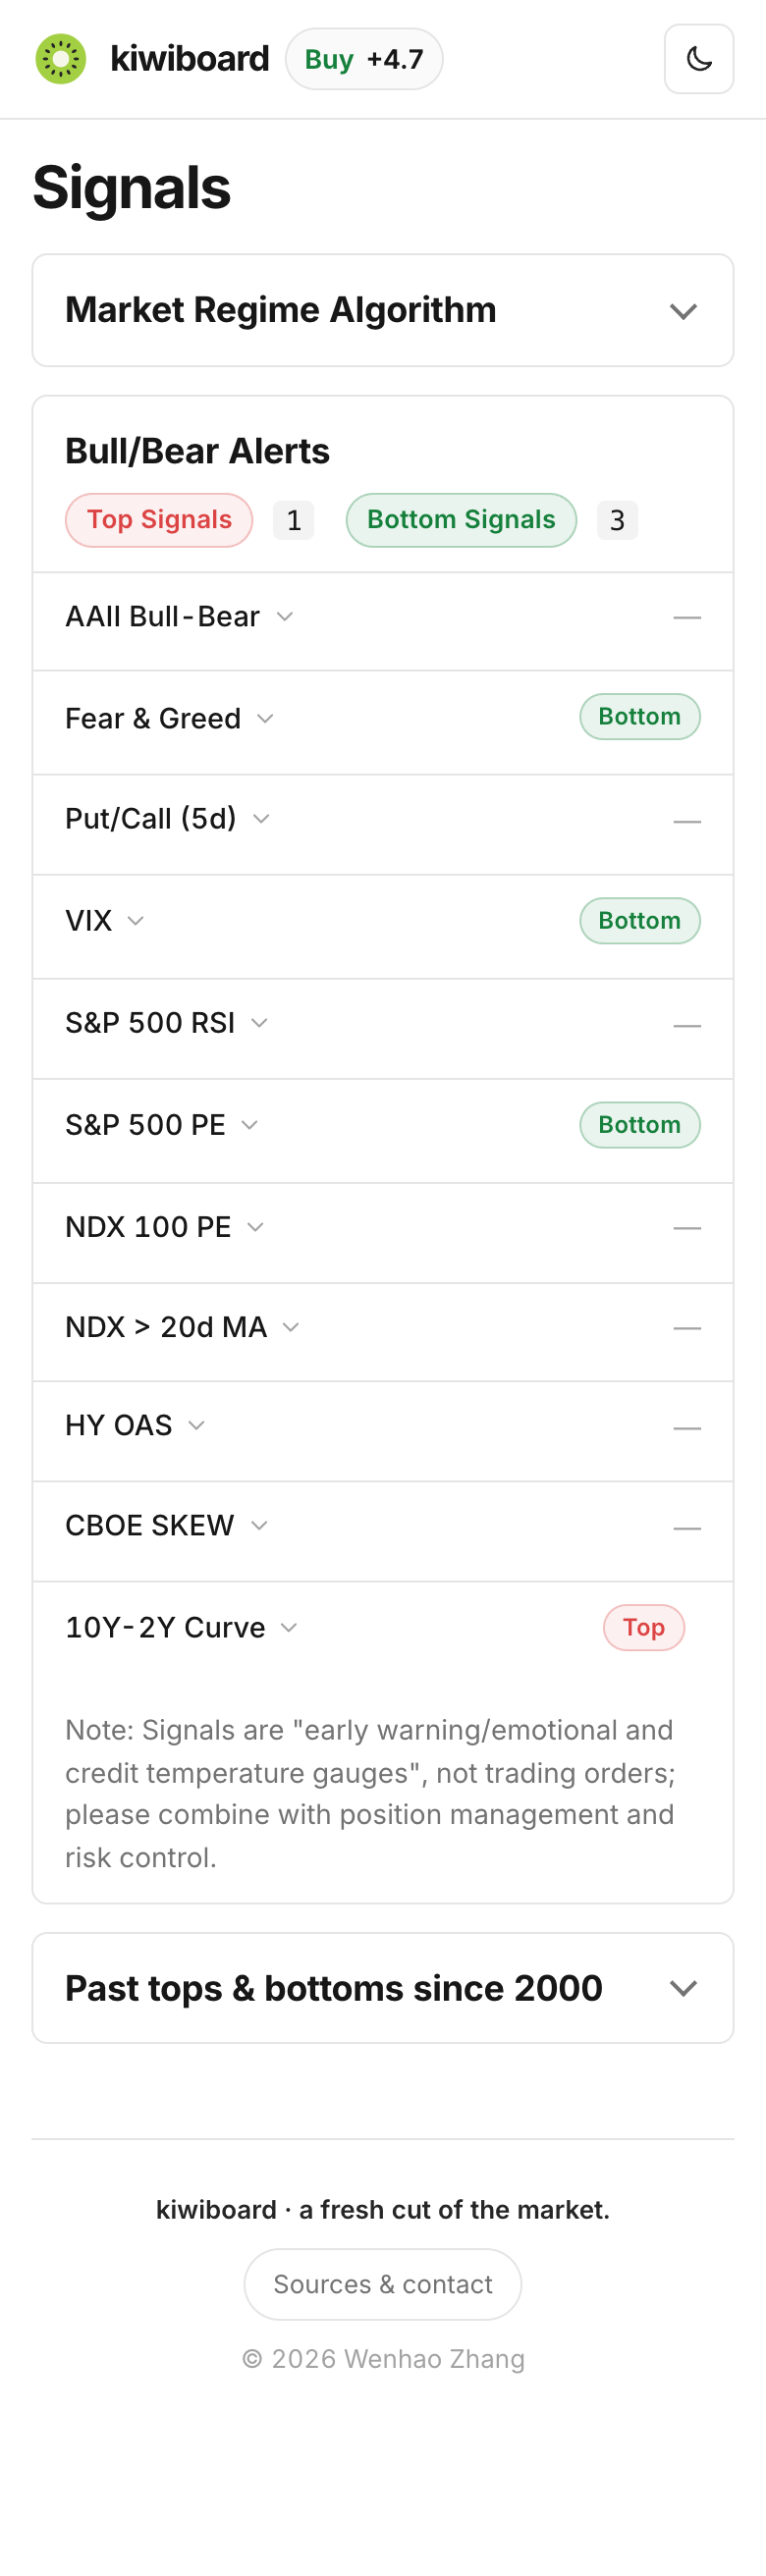 kiwiboard Buy +4.7
Signals
Market Regime Algorithm
Bull/Bear Alerts
Top Signals 1 Bottom Signals 3
AAII Bull-Bear —
Fear & Greed Bottom
Put/Call (5d) —
VIX Bottom
S&P 500 RSI —
S&P 500 PE Bottom
NDX 100 PE —
NDX > 20d MA —
HY OAS —
CBOE SKEW —
10Y-2Y Curve Top
Note: Signals are "early warning/emotional and
credit temperature gauges", not trading orders;
please combine with position management and
risk control.
Past tops & bottoms since 2000
kiwiboard · a fresh cut of the market.
Sources & contact
© 2026 Wenhao Zhang